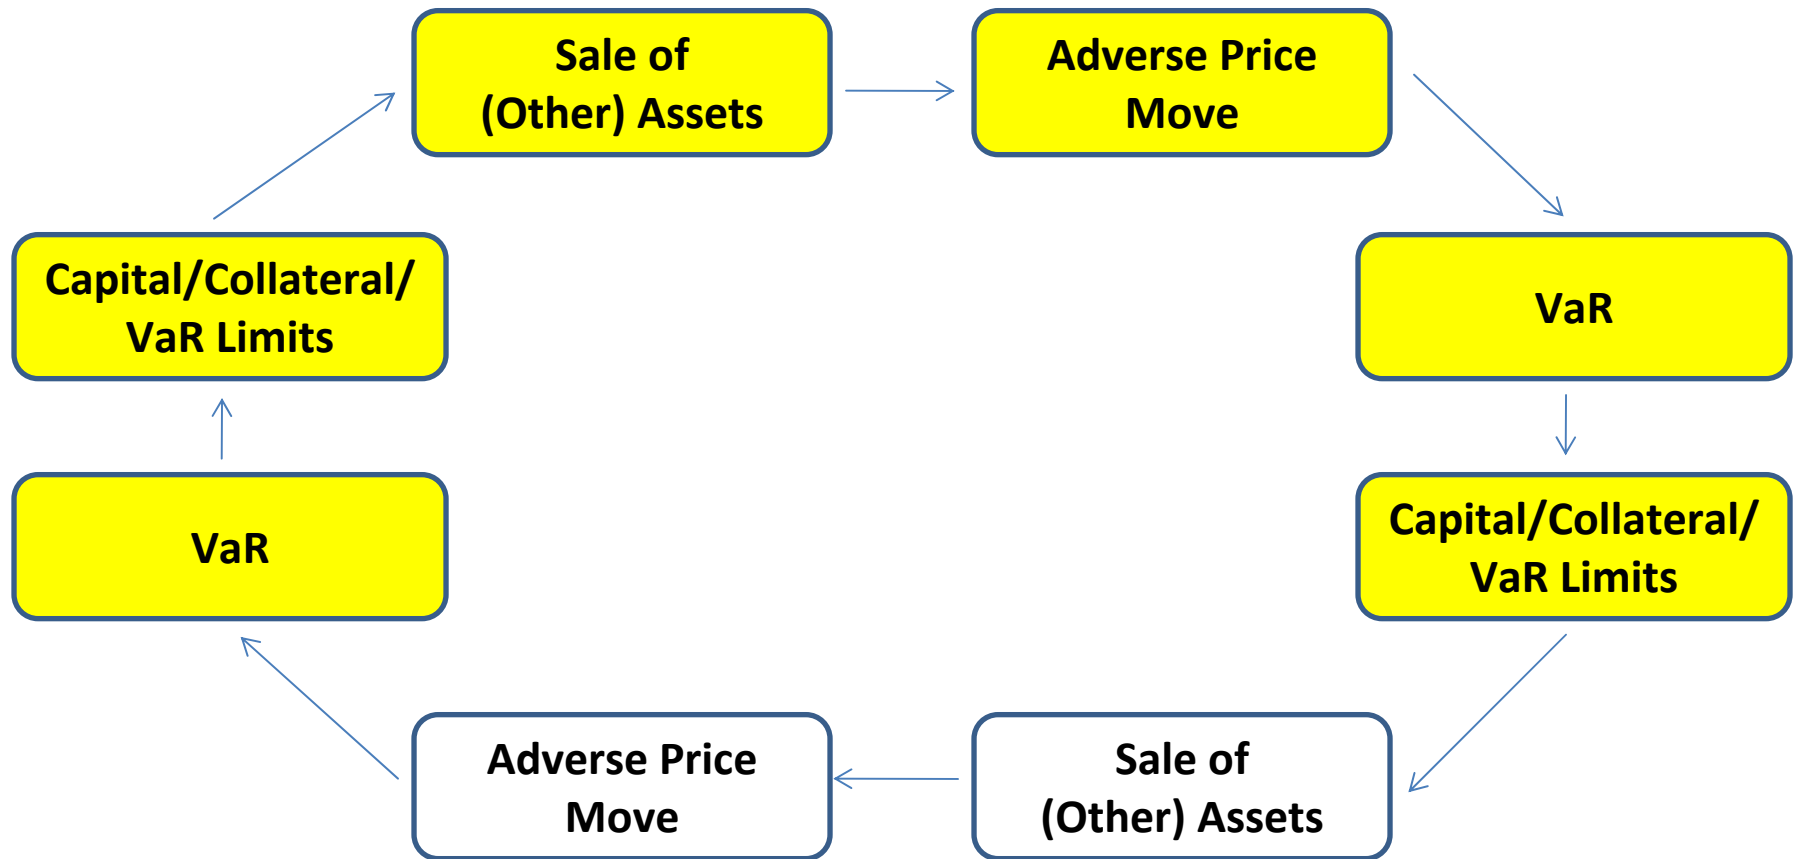 Sale of
(Other) Assets
Adverse Price
Move
Capital/Collateral/
VaR Limits
VaR
VaR
Capital/Collateral/
VaR Limits
Adverse Price
Move
Sale of
(Other) Assets